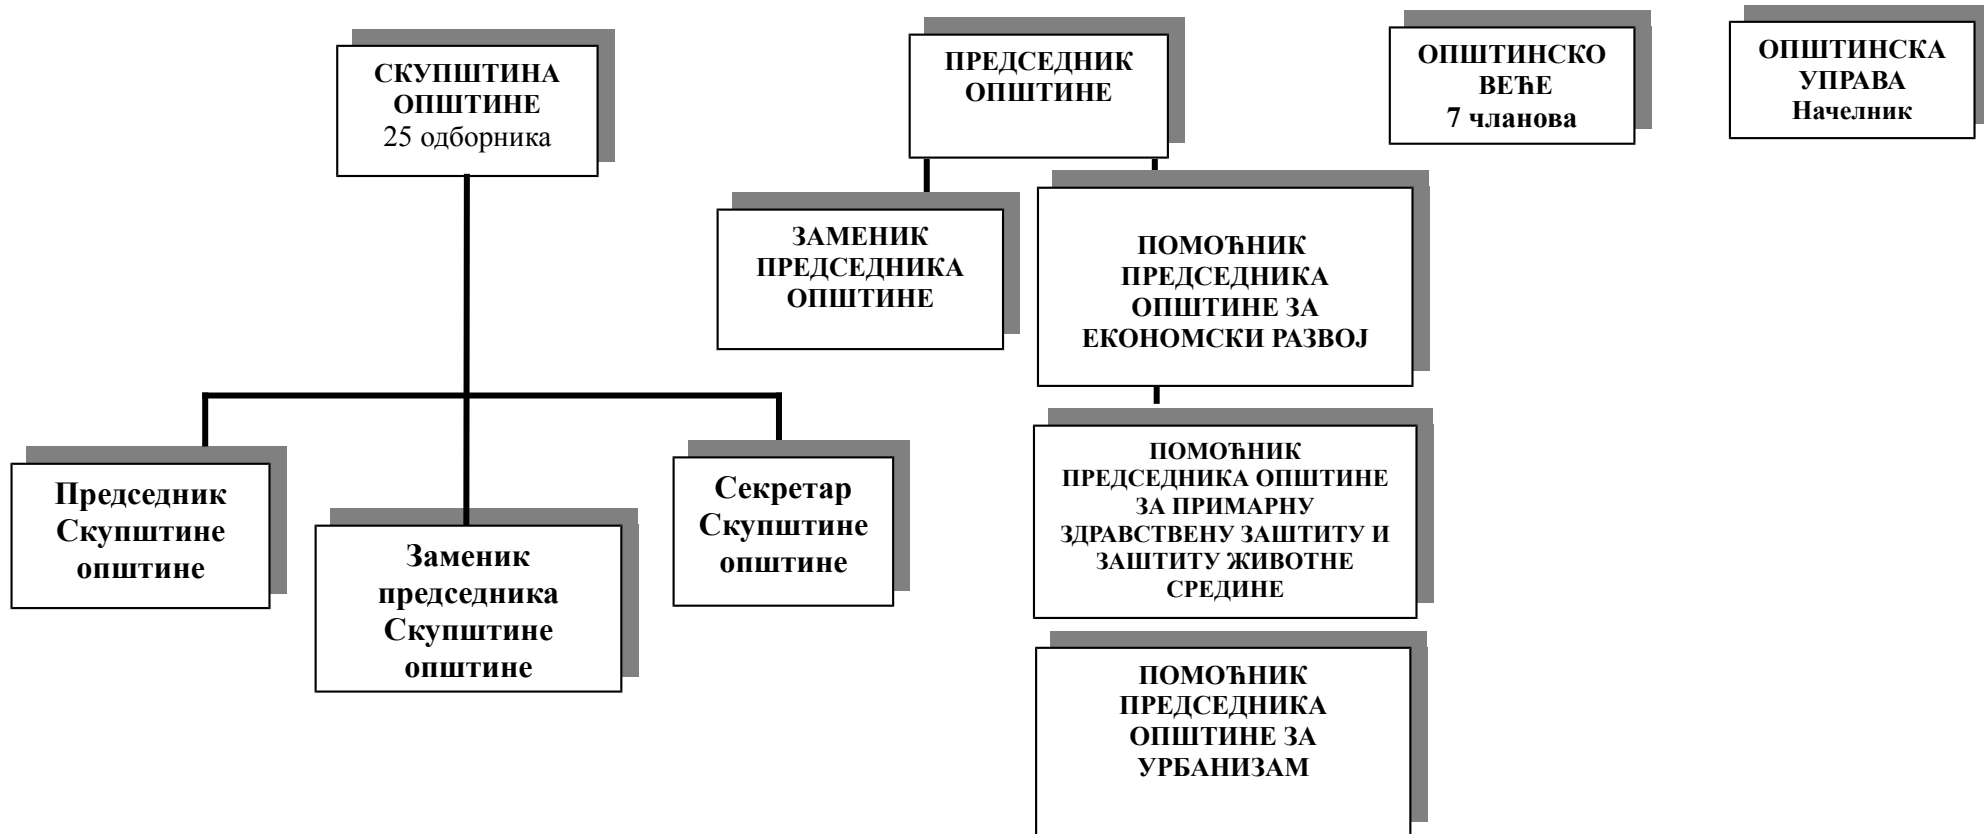 СКУПШТИНА
ОПШТИНЕ
25 одборника
ПРЕДСЕДНИК
ОПШТИНЕ
ОПШТИНСКО
ВЕЋЕ
7 чланова
ОПШТИНСКА
УПРАВА
Начелник
ЗАМЕНИК
ПРЕДСЕДНИКА
ОПШТИНЕ
ПОМОЋНИК
ПРЕДСЕДНИКА
ОПШТИНЕ ЗА
ЕКОНОМСКИ РАЗВОЈ
Председник
Скупштине
општине
Заменик
председника
Скупштине
општине
Секретар
Скупштине
општине
ПОМОЋНИК
ПРЕДСЕДНИКА ОПШТИНЕ
ЗА ПРИМАРНУ
ЗДРАВСТВЕНУ ЗАШТИТУ И
ЗАШТИТУ ЖИВОТНЕ
СРЕДИНЕ
ПОМОЋНИК
ПРЕДСЕДНИКА
ОПШТИНЕ ЗА
УРБАНИЗАМ